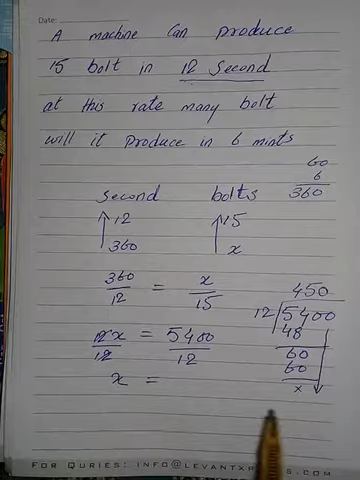 Date:
A machine Can produce
15 bolt in 12 Second
at this rate many bolt
will it produce in 6 mints
60
6
360
second bolts
12 15
360 x
360/12 = x/15
450
12 5400
48
60
60
x
12x/12 = 5400/12
x =
FOR QURIES: INFO@LEVANTX S.COM